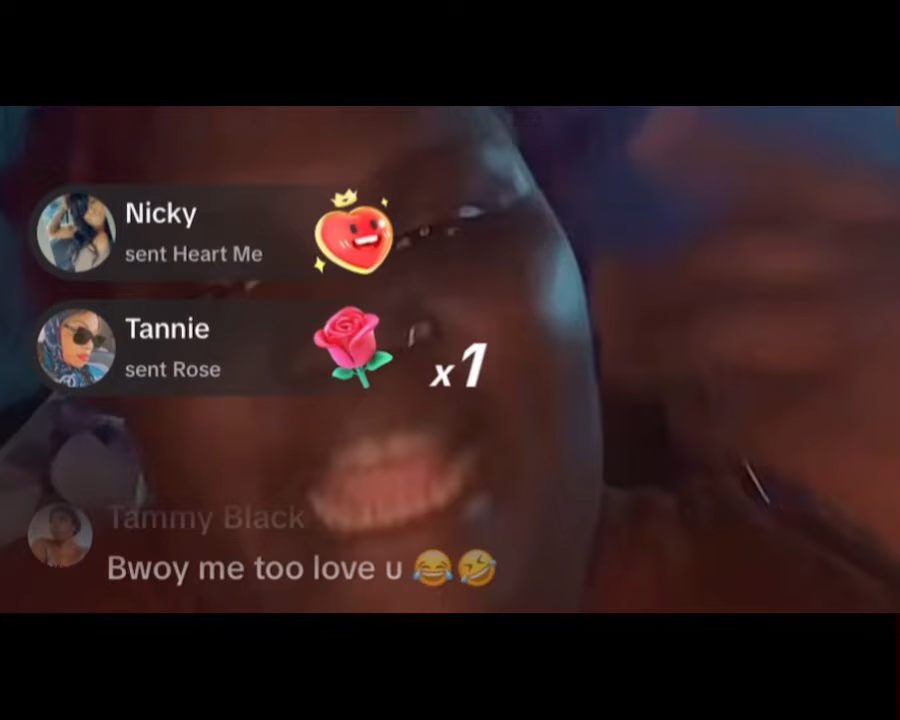 Nicky
sent Heart Me
Tannie
sent Rose
x1
Tammy Black
Bwoy me too love u 😂🤣